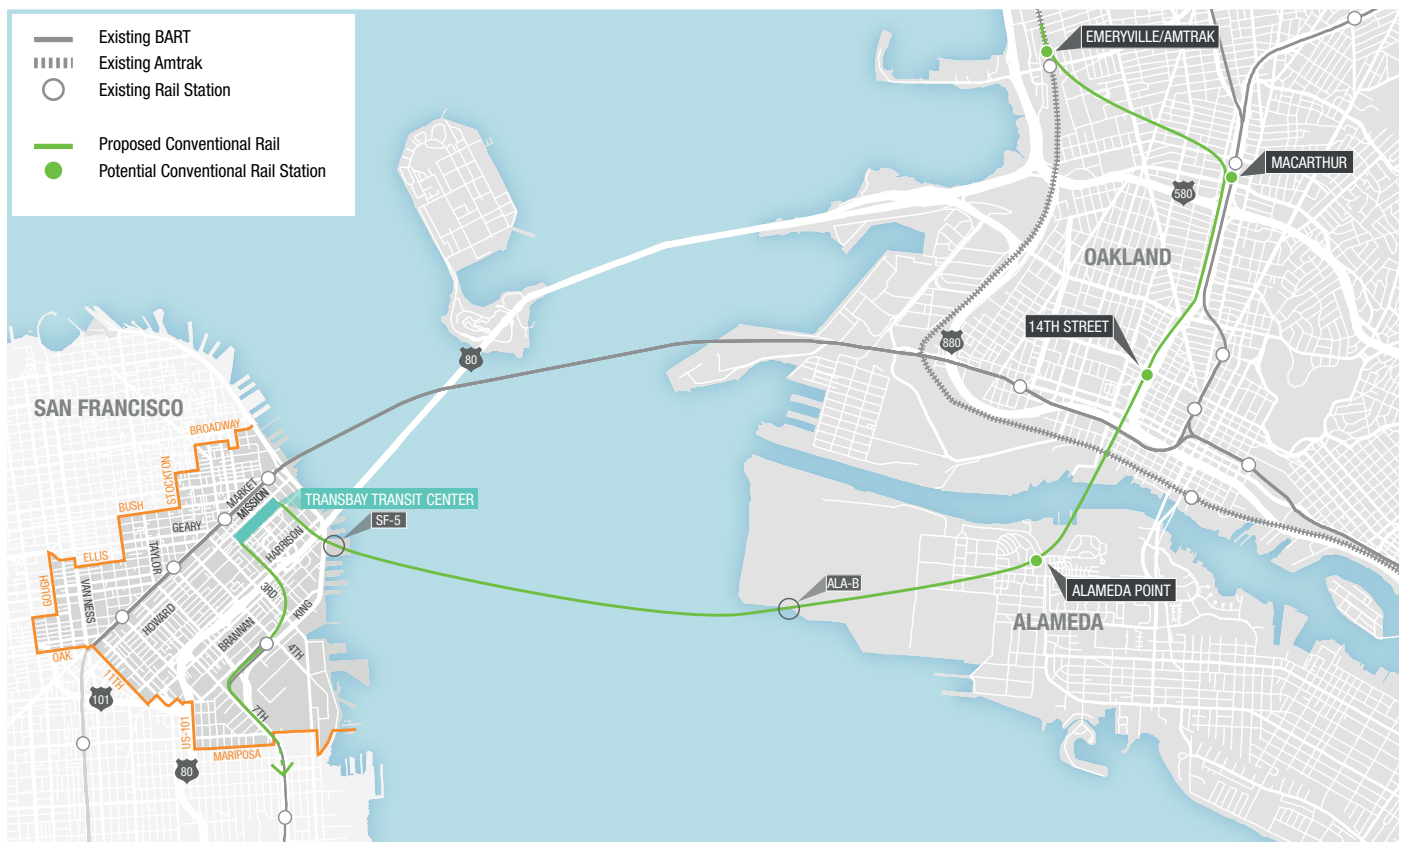 Existing BART
Existing Amtrak
Existing Rail Station
Proposed Conventional Rail
Potential Conventional Rail Station
EMERYVILLE/AMTRAK
MACARTHUR
580
OAKLAND
14TH STREET
880
80
SAN FRANCISCO
BROADWAY
STOCKTON
MARKET
MISSION
BUSH
GEARY
TRANSBAY TRANSIT CENTER
SF-5
HARRISON
ELLIS
TAYLOR
GOUGH
VAN NESS
3RD
HOWARD
KING
BRANNAN
4TH
OAK
11TH
101
7TH
US-101
MARIPOSA
80
ALA-B
ALAMEDA POINT
ALAMEDA